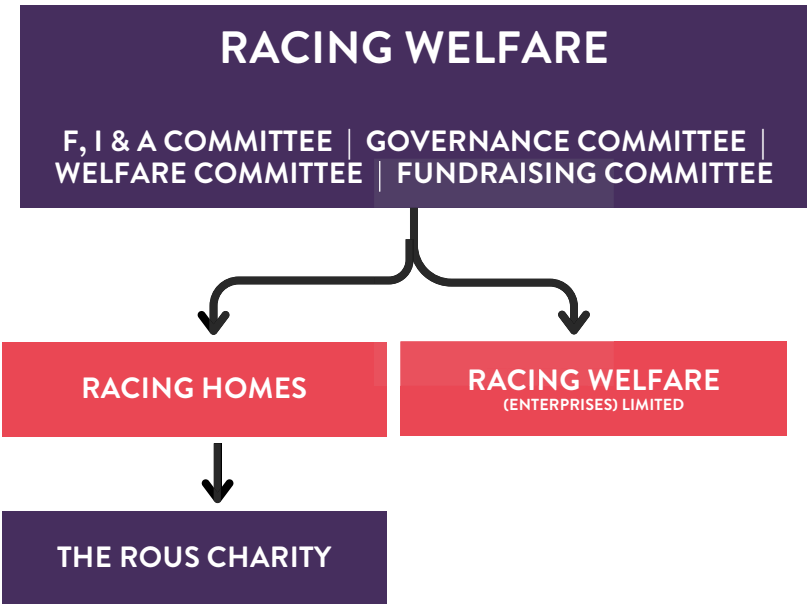 RACING WELFARE
F, I & A COMMITTEE | GOVERNANCE COMMITTEE |
WELFARE COMMITTEE | FUNDRAISING COMMITTEE
RACING HOMES
RACING WELFARE
(ENTERPRISES) LIMITED
THE ROUS CHARITY